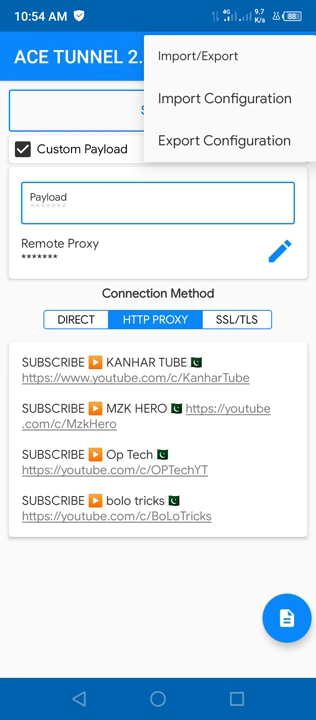 10:54 AM
4G
9.7
K/s
88
ACE TUNNEL 2.
Import/Export
Import Configuration
Export Configuration
S
Custom Payload
Payload
*******
Remote Proxy
*******
Connection Method
DIRECT
HTTP PROXY
SSL/TLS
SUBSCRIBE ▶️ KANHAR TUBE 🇵🇰
https://www.youtube.com/c/KanharTube
SUBSCRIBE ▶️ MZK HERO 🇵🇰 https://youtube
.com/c/MzkHero
SUBSCRIBE ▶️ Op Tech 🇵🇰
https://youtube.com/c/OPTechYT
SUBSCRIBE ▶️ bolo tricks 🇵🇰
https://youtube.com/c/BoLoTricks